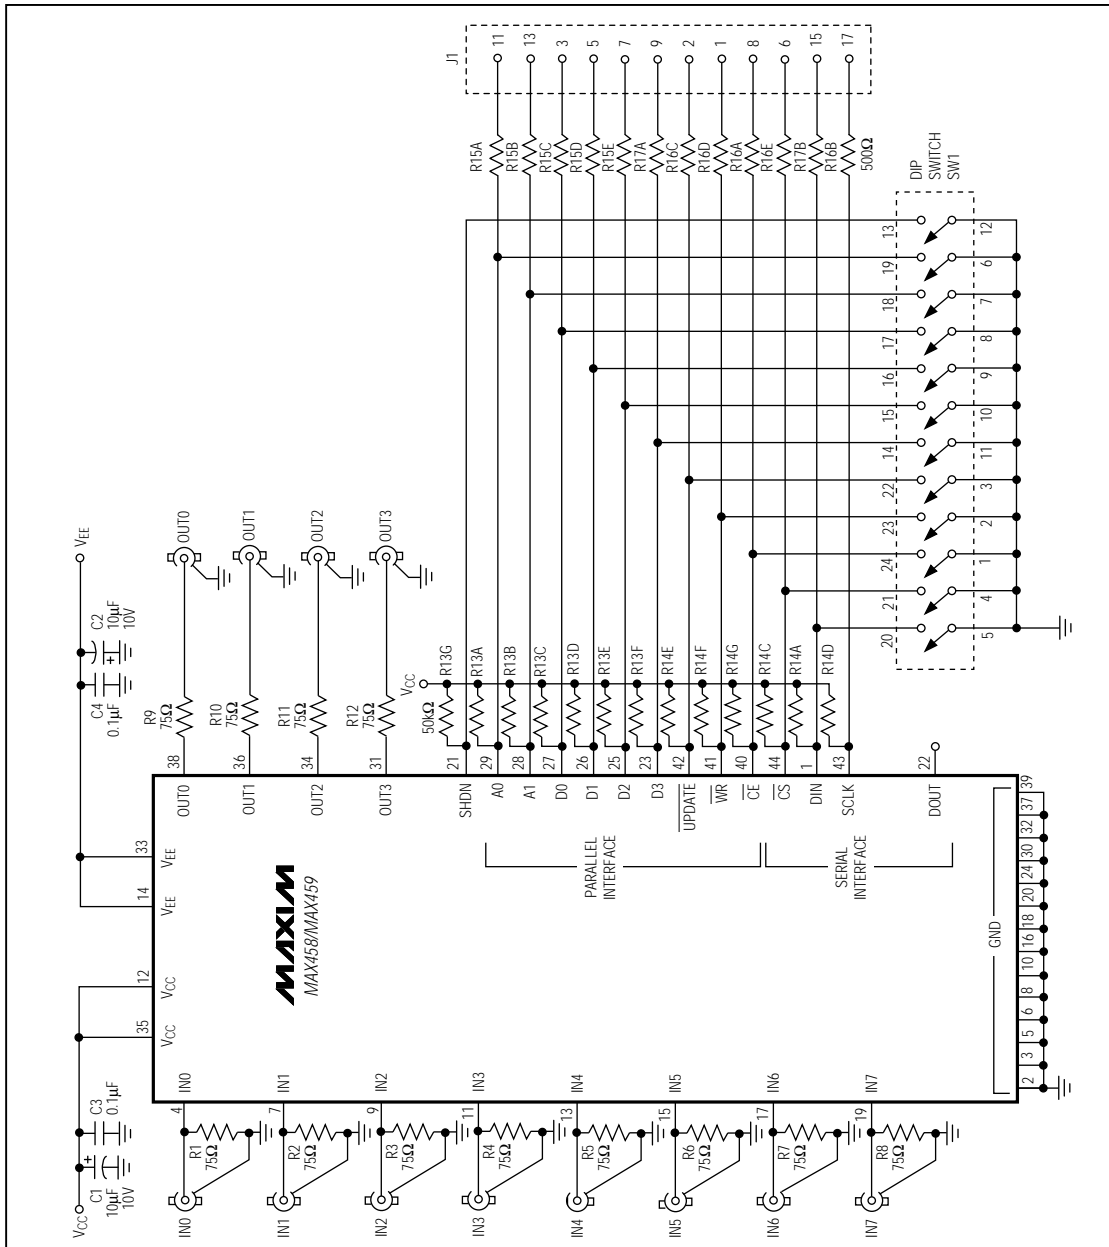 J1
11
13
3
5
7
9
2
1
8
6
15
17
R15A
R15B
R15C
R15D
R15E
R17A
R16C
R16D
R16A
R16E
R17B
R16B
500Ω
DIP
SWITCH
SW1
13
19
18
17
16
15
14
22
23
24
21
20
12
6
7
8
9
10
11
3
2
1
4
5
VEE
C2
10µF
10V
+
C4
0.1µF
OUT0
OUT1
OUT2
OUT3
R9
75Ω
R10
75Ω
R11
75Ω
R12
75Ω
VCC
50kΩ
R13G
R13A
R13B
R13C
R13D
R13E
R13F
R14E
R14F
R14G
R14C
R14A
R14D
38
36
34
31
21
29
28
27
26
25
23
42
41
40
44
1
43
22
OUT0
OUT1
OUT2
OUT3
SHDN
A0
A1
D0
D1
D2
D3
UPDATE
WR
CE
CS
DIN
SCLK
DOUT
PARALLEL
INTERFACE
SERIAL
INTERFACE
33
VEE
14
VEE
12
VCC
35
VCC
MAXIM
MAX458/MAX459
GND
39
37
32
30
24
20
18
16
10
8
6
5
3
2
IN0
IN1
IN2
IN3
IN4
IN5
IN6
IN7
4
7
9
11
13
15
17
19
VCC
C1
10µF
10V
+
C3
0.1µF
R1
75Ω
R2
75Ω
R3
75Ω
R4
75Ω
R5
75Ω
R6
75Ω
R7
75Ω
R8
75Ω
IN0
IN1
IN2
IN3
IN4
IN5
IN6
IN7